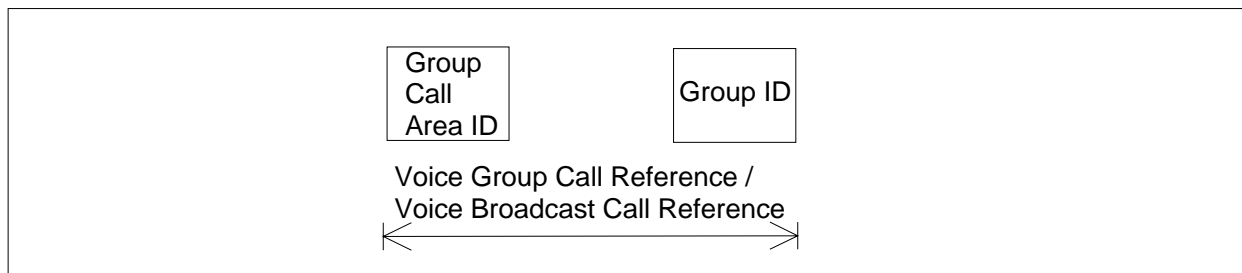 Group
Call
Area ID
Group ID
Voice Group Call Reference /
Voice Broadcast Call Reference